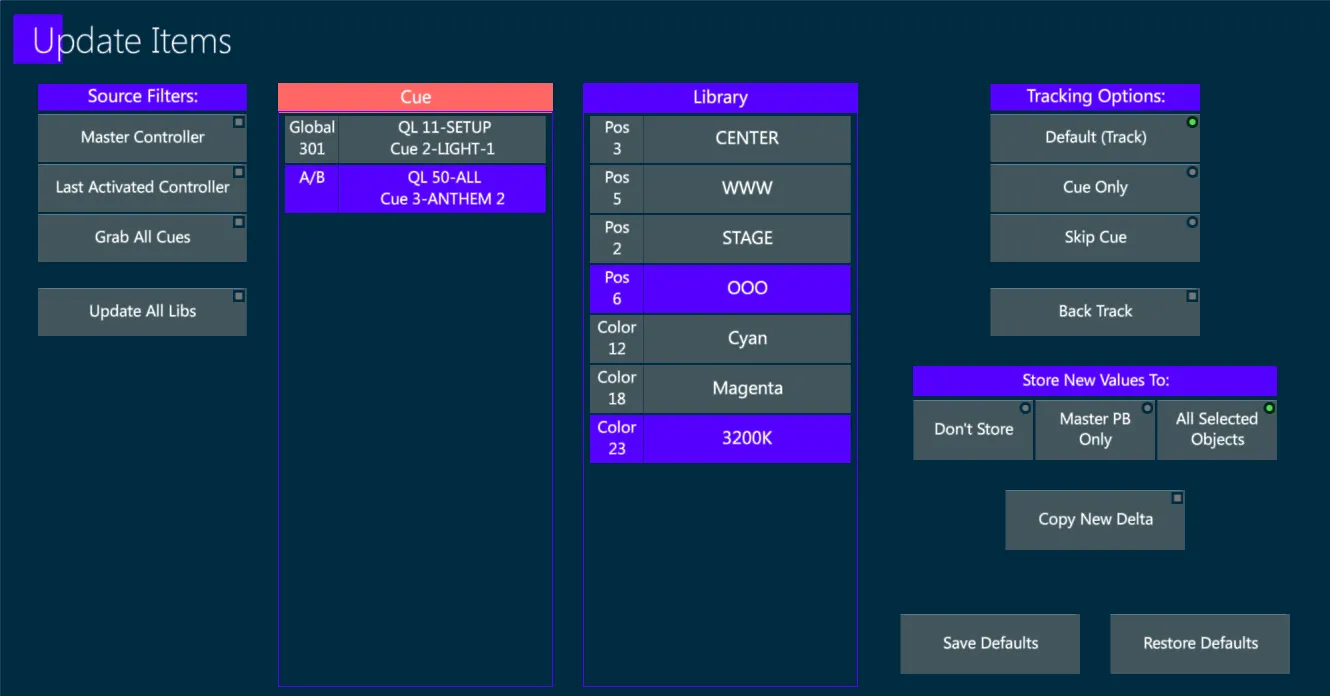 Update Items
Source Filters:
Master Controller
Last Activated Controller
Grab All Cues
Update All Libs
Cue
Global
301
QL 11-SETUP
Cue 2-LIGHT-1
A/B
QL 50-ALL
Cue 3-ANTHEM 2
Library
Pos
3
CENTER
Pos
5
WWW
Pos
2
STAGE
Pos
6
OOO
Color
12
Cyan
Color
18
Magenta
Color
23
3200K
Tracking Options:
Default (Track)
Cue Only
Skip Cue
Back Track
Store New Values To:
Don't Store
Master PB
Only
All Selected
Objects
Copy New Delta
Save Defaults
Restore Defaults